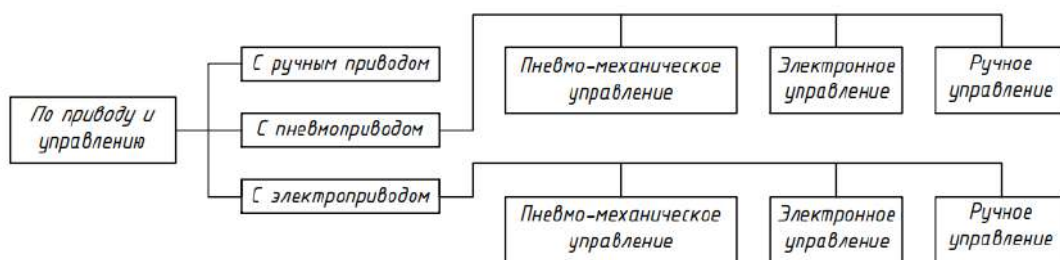 По приводу и
управлению
С ручным приводом
С пневмоприводом
С электроприводом
Пневмо-механическое
управление
Электронное
управление
Ручное
управление
Пневмо-механическое
управление
Электронное
управление
Ручное
управление